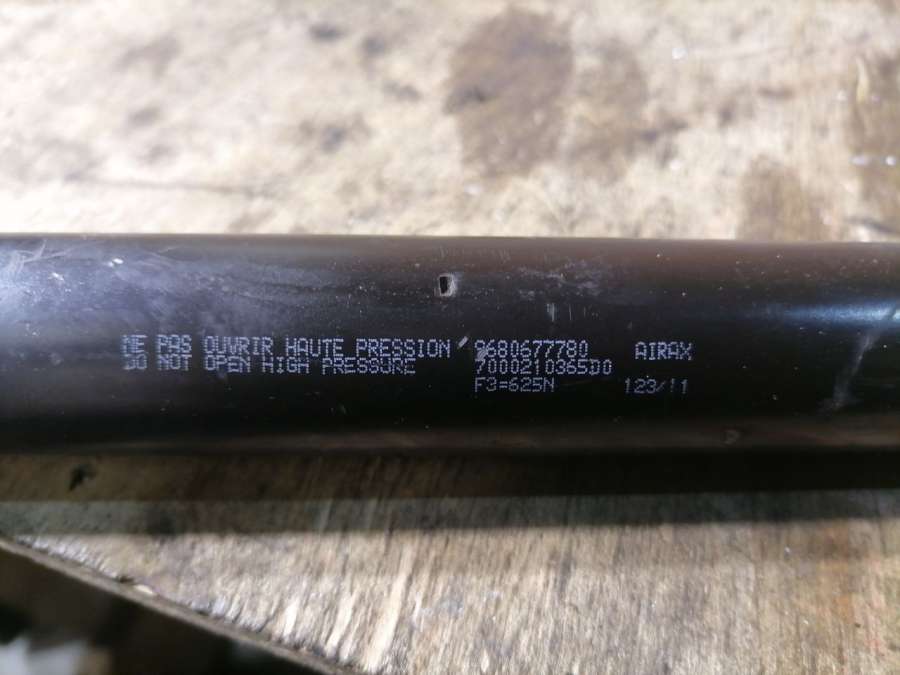 NE PAS OUVRIR HAUTE PRESSION 9680677780 AIRAX
DO NOT OPEN HIGH PRESSURE 7000210365D0
F3=625N 123/11